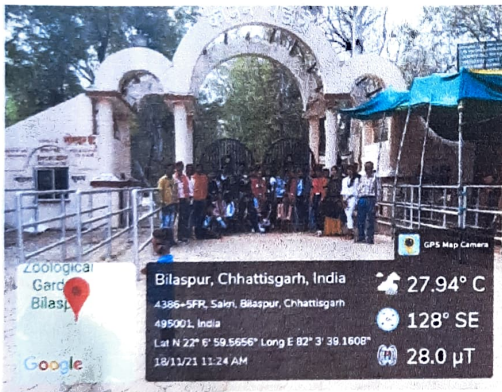 GPS Map Camera
Zoological
Gard
Bilasp
Google
Bilaspur, Chhattisgarh, India
4386+5FR, Sakri, Bilaspur, Chhattisgarh
495001, India
Lat N 22° 6' 59.5656" Long E 82° 3' 39.1608"
18/11/21 11:24 AM
27.94° C
128° SE
28.0 µT